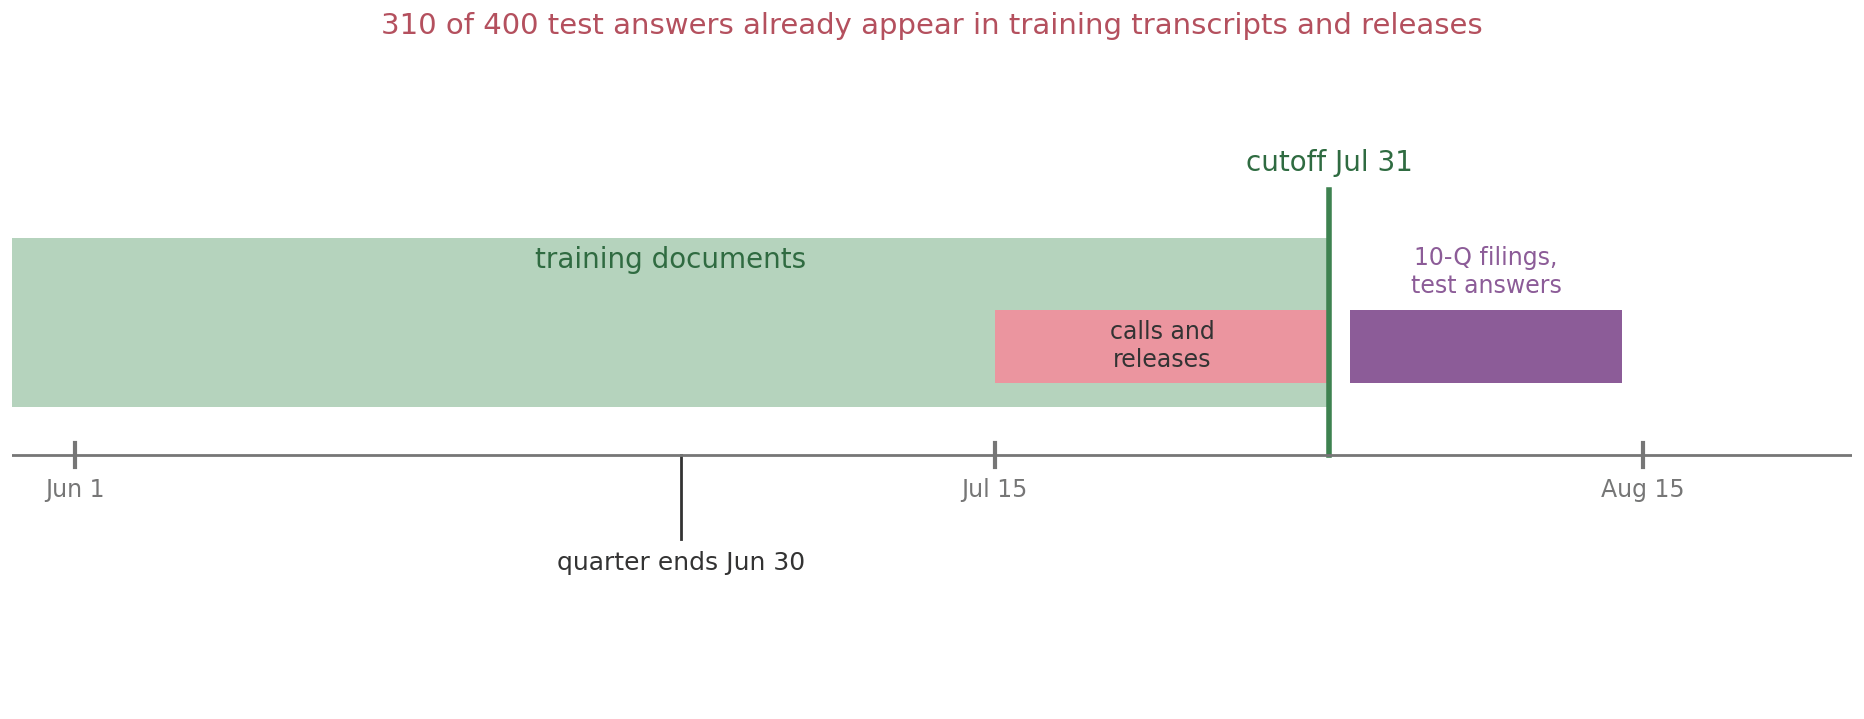 310 of 400 test answers already appear in training transcripts and releases
cutoff Jul 31
training documents
10-Q filings,
test answers
calls and
releases
Jun 1
Jul 15
Aug 15
quarter ends Jun 30